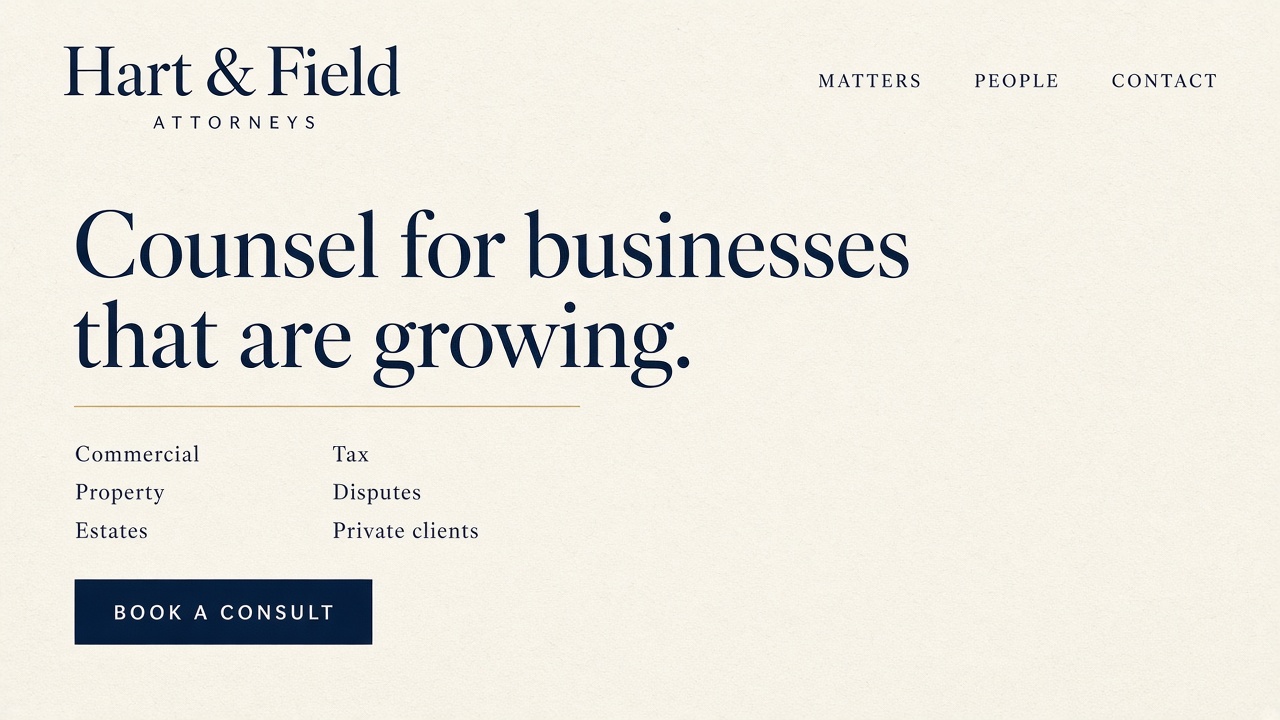 Hart & Field
ATTORNEYS
MATTERS PEOPLE CONTACT
Counsel for businesses
that are growing.
Commercial
Property
Estates
Tax
Disputes
Private clients
BOOK A CONSULT